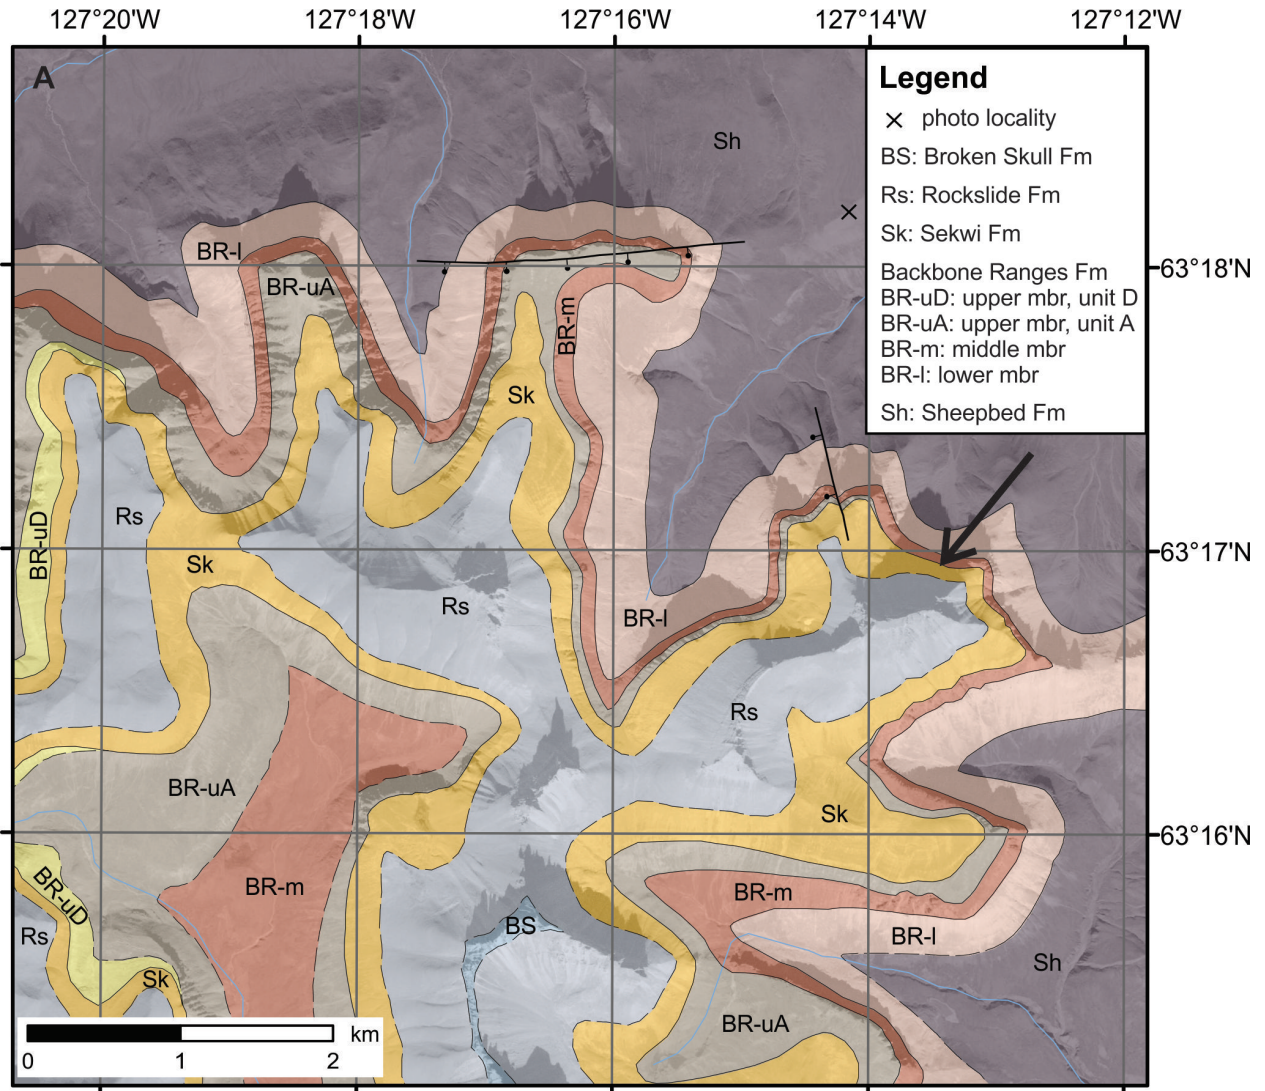 127°20'W 127°18'W 127°16'W 127°14'W 127°12'W
A
Legend
photo locality
BS: Broken Skull Fm
Rs: Rockslide Fm
Sk: Sekwi Fm
Backbone Ranges Fm
BR-uD: upper mbr, unit D
BR-uA: upper mbr, unit A
BR-m: middle mbr
BR-l: lower mbr
Sh: Sheepbed Fm
Sh
BR-l
63°18'N
BR-uA
BR-m
Sk
Rs
BR-uD
63°17'N
Sk
Rs
BR-l
Rs
BR-uA
Sk
63°16'N
BR-m
BR-m
BR-uD
BS
Rs
BR-l
Sh
Sk
BR-uA
km
0 1 2